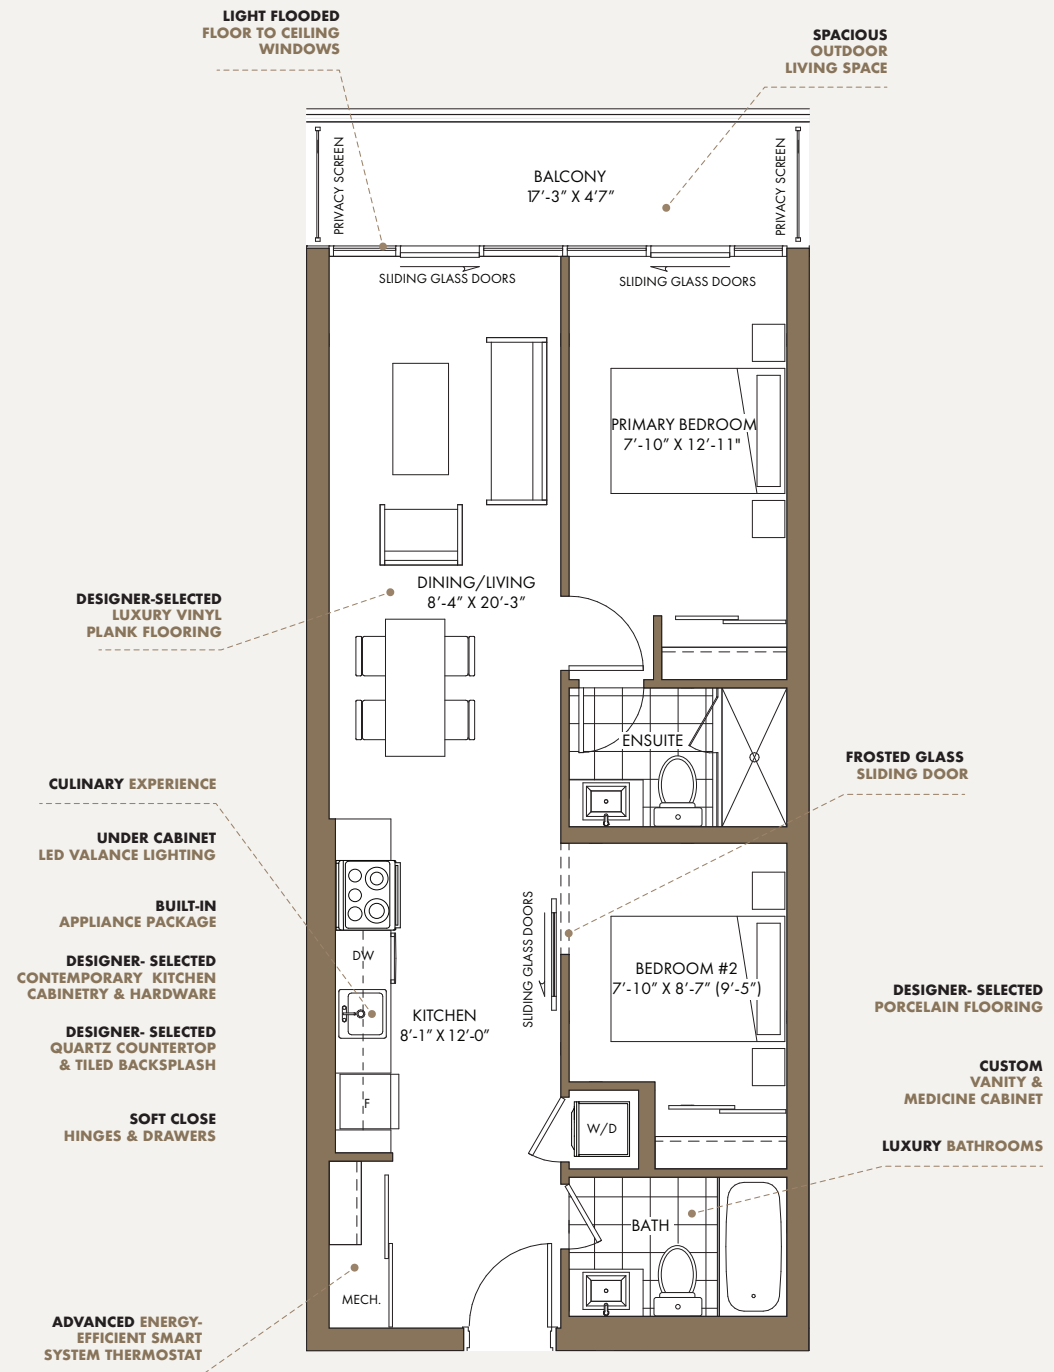 LIGHT FLOODED
FLOOR TO CEILING
WINDOWS
SPACIOUS
OUTDOOR
LIVING SPACE
PRIVACY SCREEN
BALCONY
17'-3" X 4'7"
PRIVACY SCREEN
SLIDING GLASS DOORS
SLIDING GLASS DOORS
PRIMARY BEDROOM
7'-10" X 12'-11"
DINING/LIVING
8'-4" X 20'-3"
DESIGNER-SELECTED
LUXURY VINYL
PLANK FLOORING
ENSUITE
FROSTED GLASS
SLIDING DOOR
CULINARY EXPERIENCE
UNDER CABINET
LED VALANCE LIGHTING
BUILT-IN
APPLIANCE PACKAGE
DESIGNER- SELECTED
CONTEMPORARY KITCHEN
CABINETRY & HARDWARE
DESIGNER- SELECTED
QUARTZ COUNTERTOP
& TILED BACKSPLASH
SOFT CLOSE
HINGES & DRAWERS
DW
KITCHEN
8'-1" X 12'-0"
F
SLIDING GLASS DOORS
BEDROOM #2
7'-10" X 8'-7" (9'-5")
DESIGNER- SELECTED
PORCELAIN FLOORING
CUSTOM
VANITY &
MEDICINE CABINET
LUXURY BATHROOMS
W/D
BATH
MECH.
ADVANCED ENERGY-
EFFICIENT SMART
SYSTEM THERMOSTAT